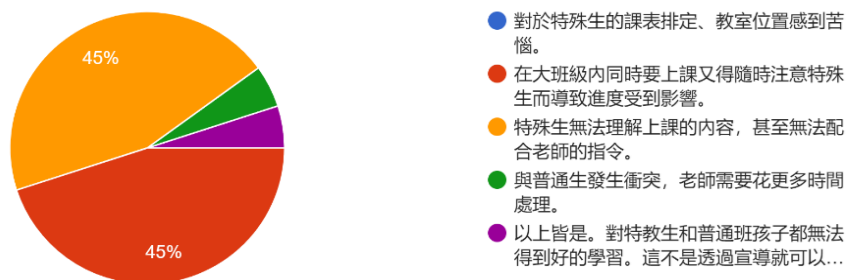 45%
45%
對於特殊生的課表排定、教室位置感到苦
惱。
在大班級內同時要上課又得隨時注意特殊
生而導致進度受到影響。
特殊生無法理解上課的內容，甚至無法配
合老師的指令。
與普通生發生衝突，老師需要花更多時間
處理。
以上皆是。對特教生和普通班孩子都無法
得到好的學習。這不是透過宣導就可以...